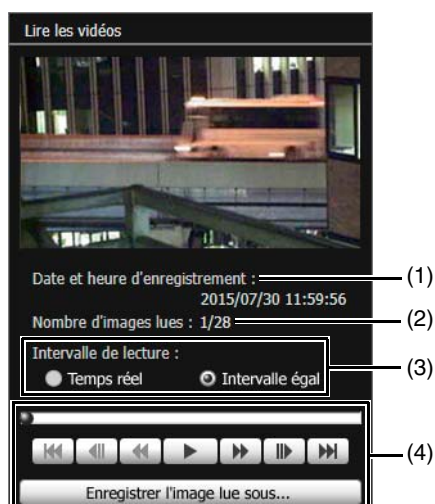 Lire les vidéos
Date et heure d'enregistrement :
(1)
2015/07/30 11:59:56
Nombre d'images lues : 1/28
(2)
Intervalle de lecture :
(3)
Temps réel
Intervalle égal
(4)
Enregistrer l'image lue sous...